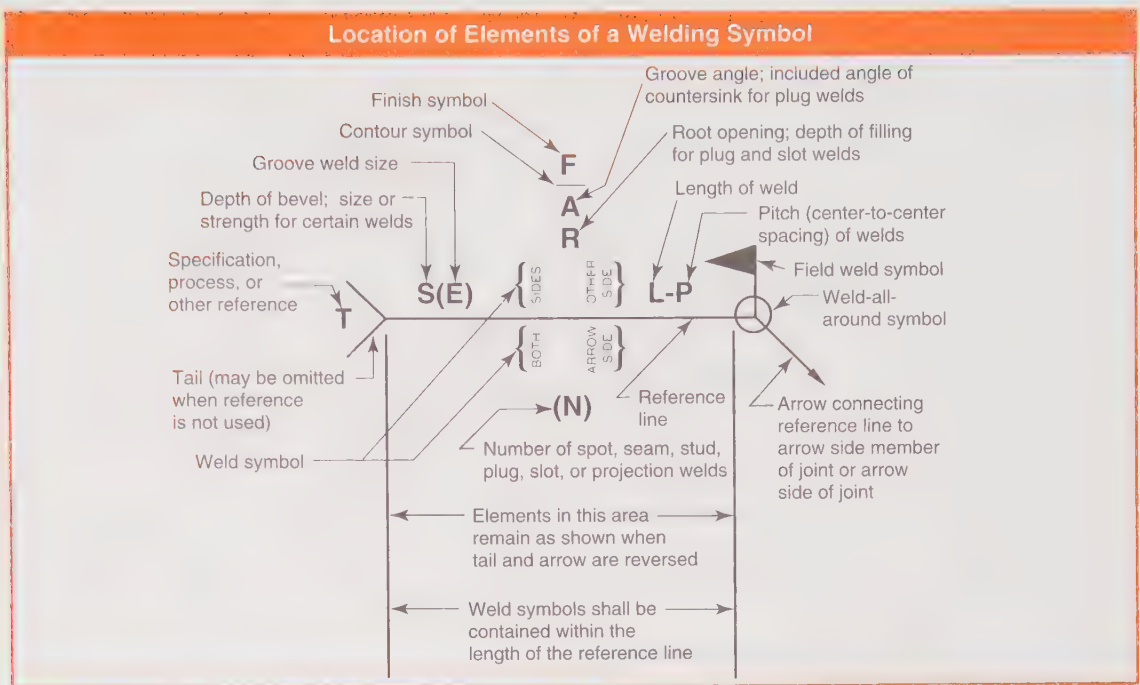 Location of Elements of a Welding Symbol
Groove angle; included angle of
countersink for plug welds
Finish symbol
Contour symbol
Root opening; depth of filling
for plug and slot welds
Groove weld size
Length of weld
Depth of bevel; size or
strength for certain welds
Pitch (center-to-center
spacing) of welds
Specification,
process, or
other reference
F
A
R
Field weld symbol
Weld-all-
around symbol
T
S(E)
SIDES
OTHER
SIDE
L-P
BOTH
ARROW
SIDE
Tail (may be omitted
when reference
is not used)
Reference
line
(N)
Arrow connecting
reference line to
arrow side member
of joint or arrow
side of joint
Weld symbol
Number of spot, seam, stud,
plug, slot, or projection welds
Elements in this area
remain as shown when
tail and arrow are reversed
Weld symbols shall be
contained within the
length of the reference line